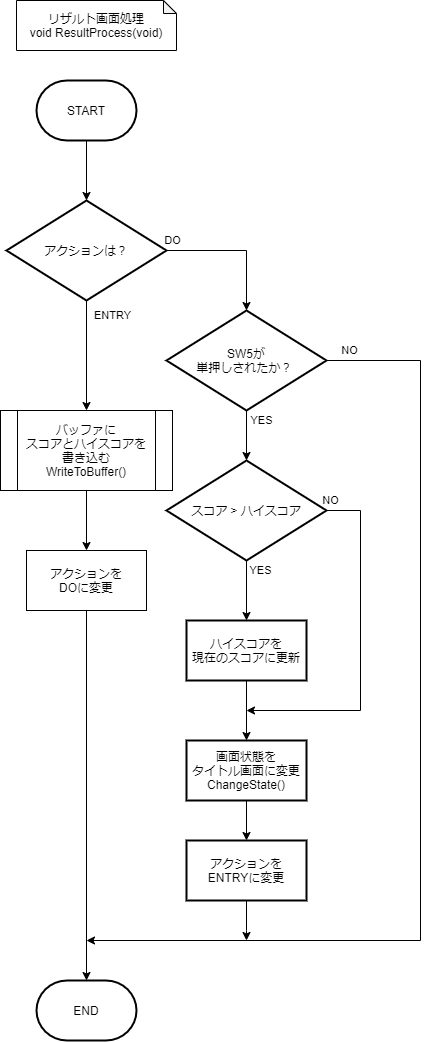 リザルト画面処理
void ResultProcess(void)
START
アクションは？
DO
ENTRY
SW5が
単押しされたか？
NO
YES
バッファに
スコアとハイスコアを
書き込む
WriteToBuffer()
スコア > ハイスコア
NO
YES
アクションを
DOに変更
ハイスコアを
現在のスコアに更新
画面状態を
タイトル画面に変更
ChangeState()
アクションを
ENTRYに変更
END